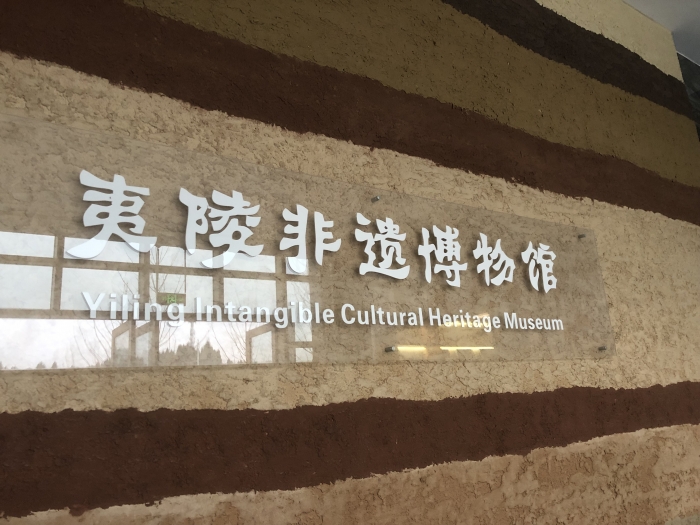 夷陵非遗博物馆
Yiling Intangible Cultural Heritage Museum